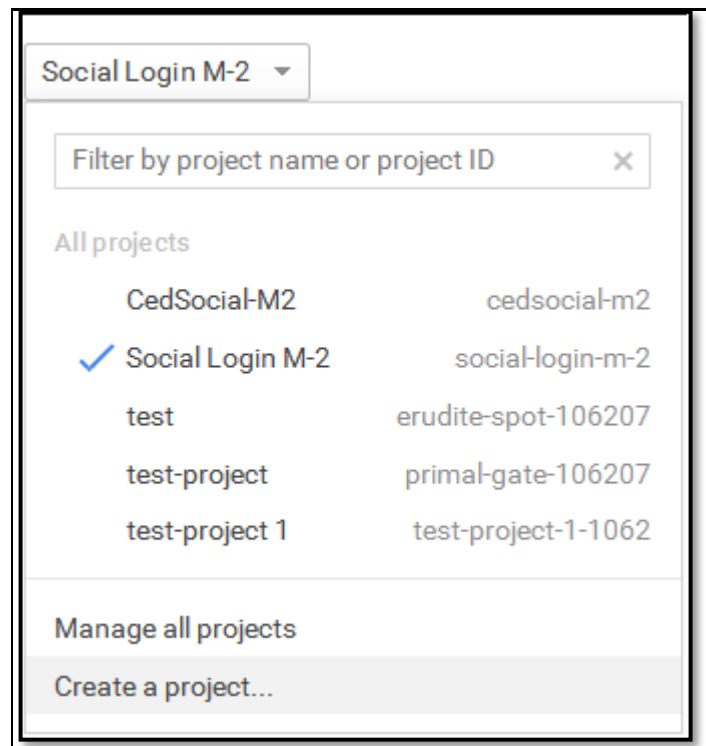 Social Login M-2
Filter by project name or project ID
All projects
CedSocial-M2 cedsocial-m2
Social Login M-2 social-login-m-2
test erudite-spot-106207
test-project primal-gate-106207
test-project 1 test-project-1-1062
Manage all projects
Create a project...